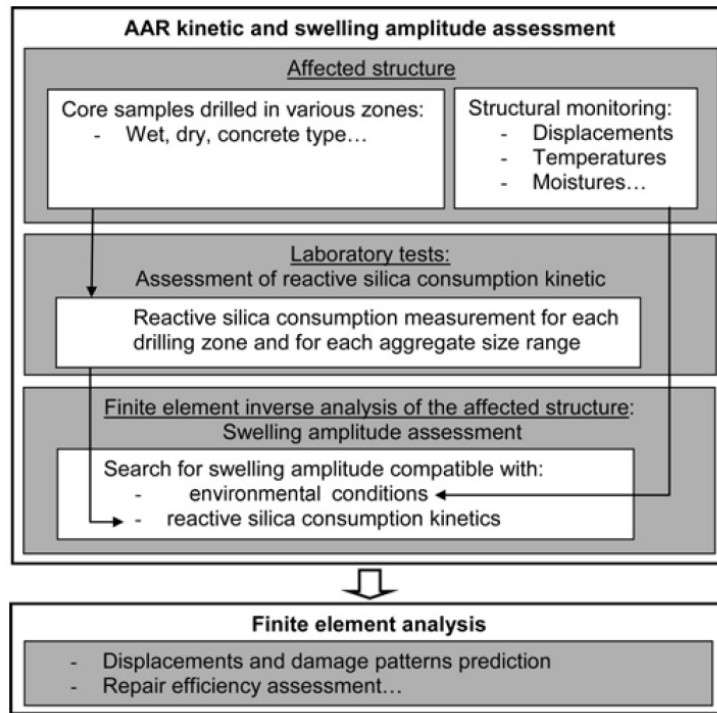 AAR kinetic and swelling amplitude assessment
Affected structure
Core samples drilled in various zones:
- Wet, dry, concrete type…
Structural monitoring:
- Displacements
- Temperatures
- Moistures…
Laboratory tests:
Assessment of reactive silica consumption kinetic
Reactive silica consumption measurement for each
drilling zone and for each aggregate size range
Finite element inverse analysis of the affected structure:
Swelling amplitude assessment
Search for swelling amplitude compatible with:
- environmental conditions
- reactive silica consumption kinetics
Finite element analysis
- Displacements and damage patterns prediction
- Repair efficiency assessment…